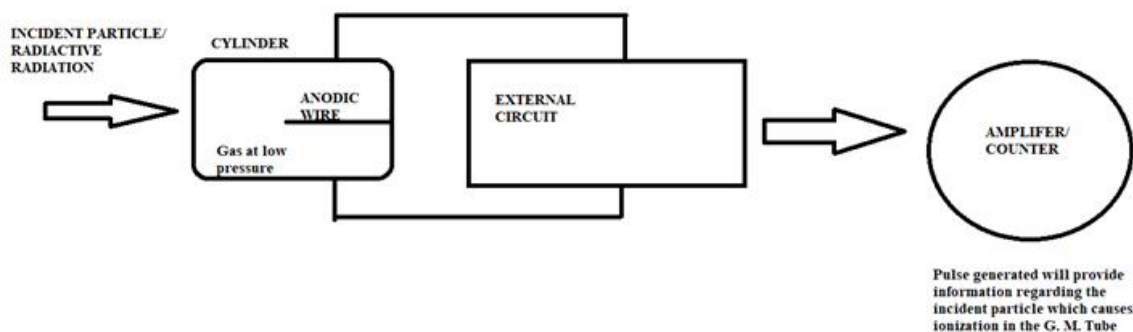 INCIDENT PARTICLE/
RADIACTIVE
RADIATION
CYLINDER
ANODIC
WIRE
Gas at low
pressure
EXTERNAL
CIRCUIT
AMPLIFER/
COUNTER
Pulse generated will provide
information regarding the
incident particle which causes
ionization in the G. M. Tube